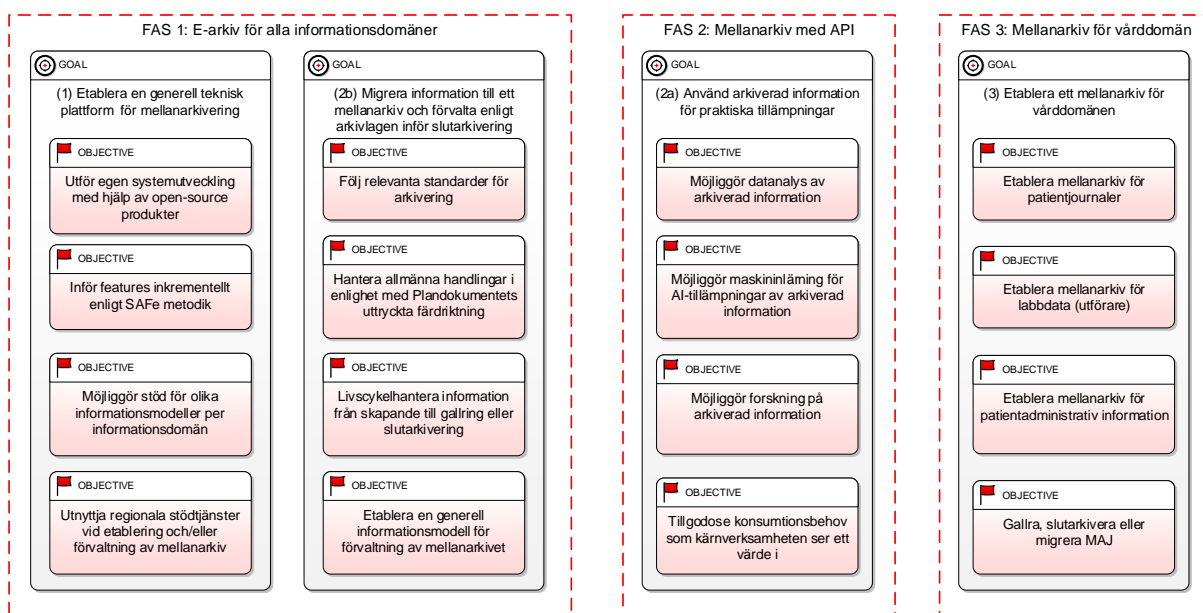 FAS 1: E-arkiv för alla informationsdomäner
GOAL
(1) Etablera en generell teknisk
plattform för mellanarkivering
OBJECTIVE
Utför egen systemutveckling
med hjälp av open-source
produkter
OBJECTIVE
Inför features inkrementellt
enligt SAFe metodik
OBJECTIVE
Möjliggör stöd för olika
informationsmodeller per
informationsdomän
OBJECTIVE
Utnyttja regionala stödtjänster
vid etablering och/eller
förvaltning av mellanarkiv
GOAL
(2b) Migrera information till ett
mellanarkiv och förvalta enligt
arkivlagen inför slutarkivering
OBJECTIVE
Följ relevanta standarder för
arkivering
OBJECTIVE
Hantera allmänna handlingar i
enlighet med Plandokumentets
uttryckta färdriktning
OBJECTIVE
Livscykelhantera information
från skapande till gallring eller
slutarkivering
OBJECTIVE
Etablera en generell
informationsmodell för
förvaltning av mellanarkivet
FAS 2: Mellanarkiv med API
GOAL
(2a) Använd arkiverad information
för praktiska tillämpningar
OBJECTIVE
Möjliggör datanalys av
arkiverad information
OBJECTIVE
Möjliggör maskininlärning för
AI-tillämpningar av arkiverad
information
OBJECTIVE
Möjliggör forskning på
arkiverad information
OBJECTIVE
Tillgodose konsumtionsbehov
som kärnverksamheten ser ett
värde i
FAS 3: Mellanarkiv för vårddomän
GOAL
(3) Etablera ett mellanarkiv för
vårddomänen
OBJECTIVE
Etablera mellanarkiv för
patientjournaler
OBJECTIVE
Etablera mellanarkiv för
labbdata (utförare)
OBJECTIVE
Etablera mellanarkiv för
patientadministrativ information
OBJECTIVE
Gallra, slutarkivera eller
migrera MAJ